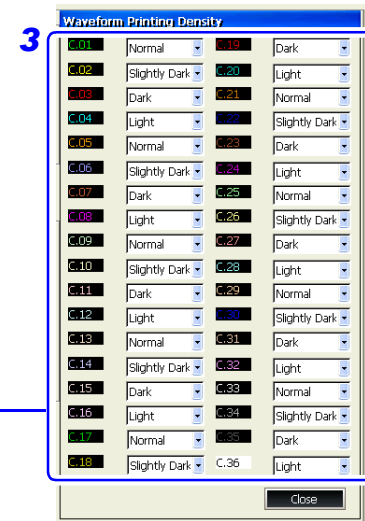 Waveform Printing Density
3
C.01 Normal C.19 Dark
C.02 Slightly Dark C.20 Light
C.03 Dark C.21 Normal
C.04 Light C.22 Slightly Dark
C.05 Normal C.23 Dark
C.06 Slightly Dark C.24 Light
C.07 Dark C.25 Normal
C.08 Light C.26 Slightly Dark
C.09 Normal C.27 Dark
C.10 Slightly Dark C.28 Light
C.11 Dark C.29 Normal
C.12 Light C.30 Slightly Dark
C.13 Normal C.31 Dark
C.14 Slightly Dark C.32 Light
C.15 Dark C.33 Normal
C.16 Light C.34 Slightly Dark
C.17 Normal C.35 Dark
C.18 Slightly Dark C.36 Light
Close